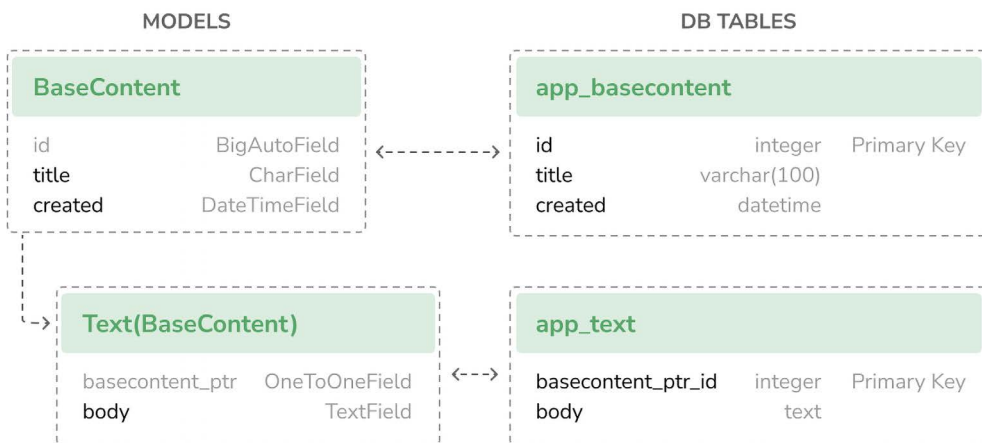 MODELS
DB TABLES
BaseContent
id BigAutoField
title CharField
created DateTimeField
app_basecontent
id integer Primary Key
title varchar(100)
created datetime
Text(BaseContent)
basecontent_ptr OneToOneField
body TextField
app_text
basecontent_ptr_id integer Primary Key
body text